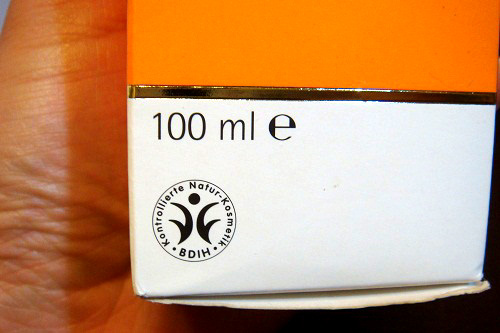 100 ml ℮
Kontrollierte Natur-Kosmetik
• BDIH •